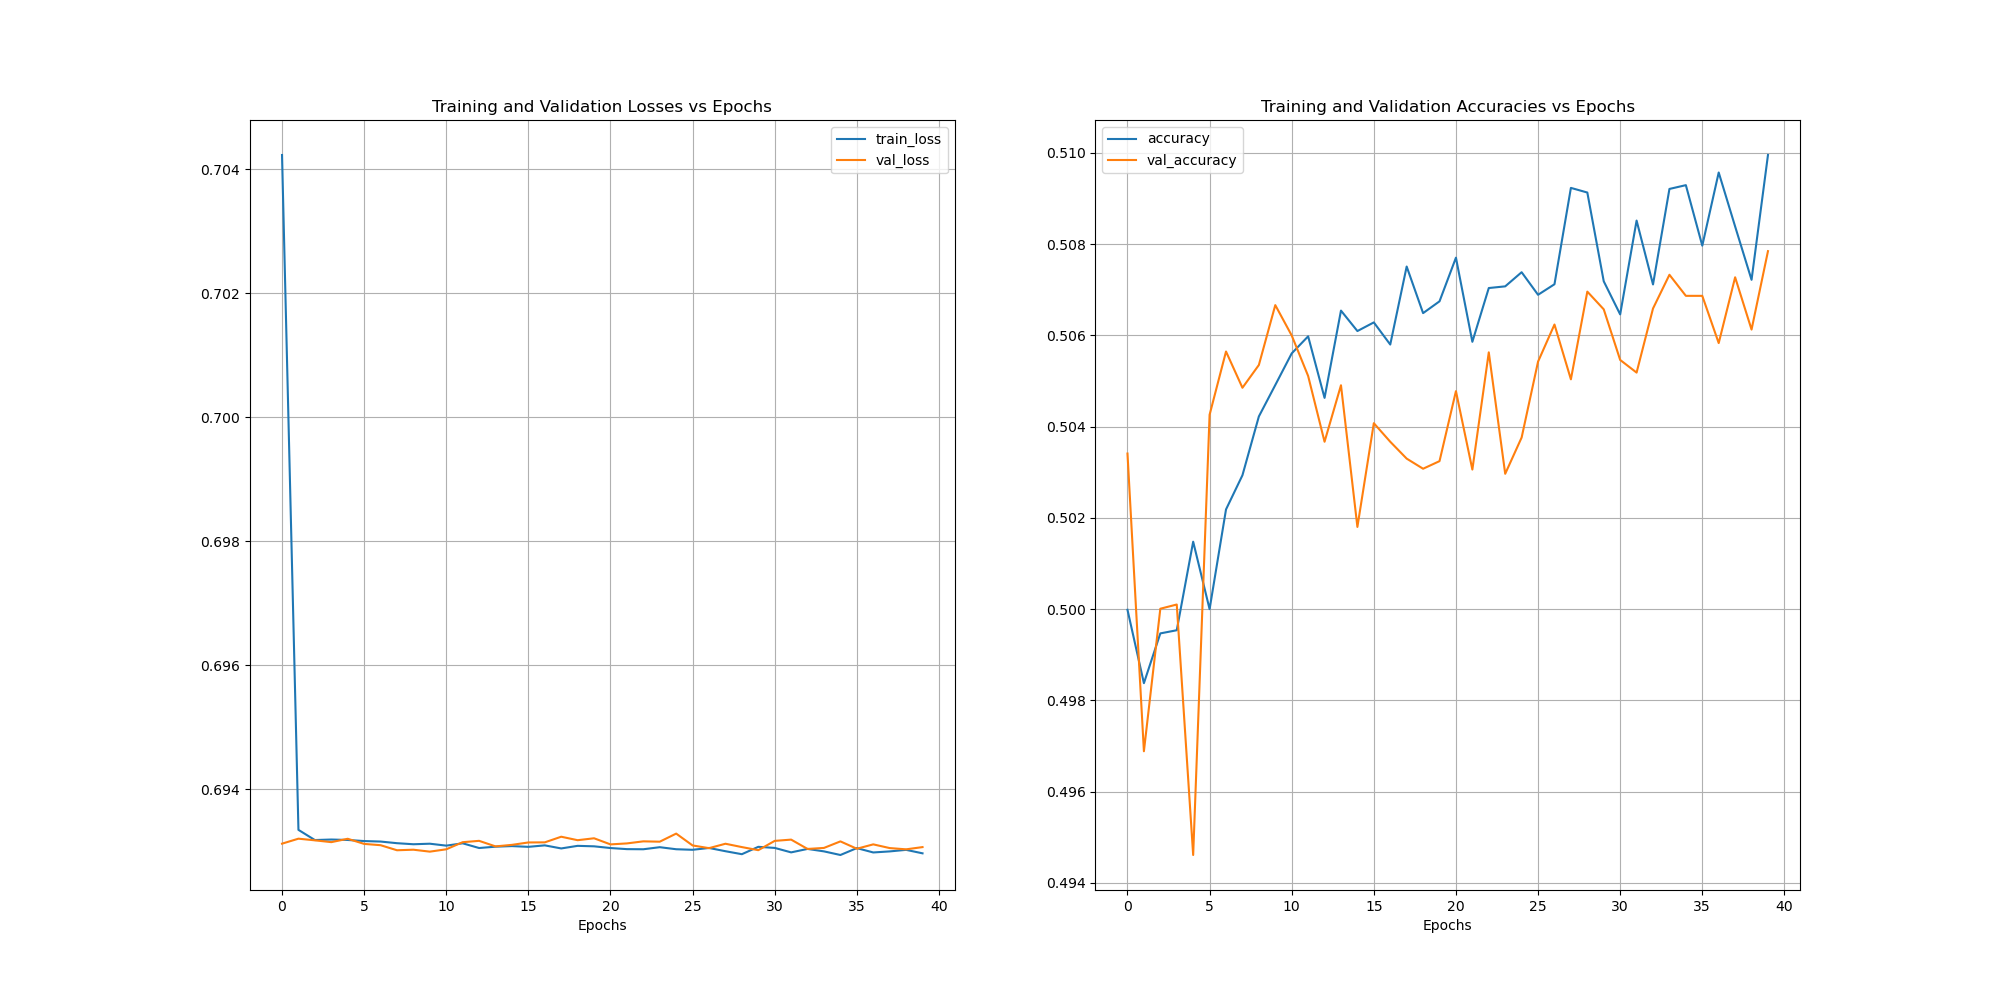 Training and Validation Losses vs Epochs
train_loss
val_loss
0.704
0.702
0.700
0.698
0.696
0.694
0 5 10 15 20 25 30 35 40
Epochs
Training and Validation Accuracies vs Epochs
accuracy
val_accuracy
0.510
0.508
0.506
0.504
0.502
0.500
0.498
0.496
0.494
0 5 10 15 20 25 30 35 40
Epochs